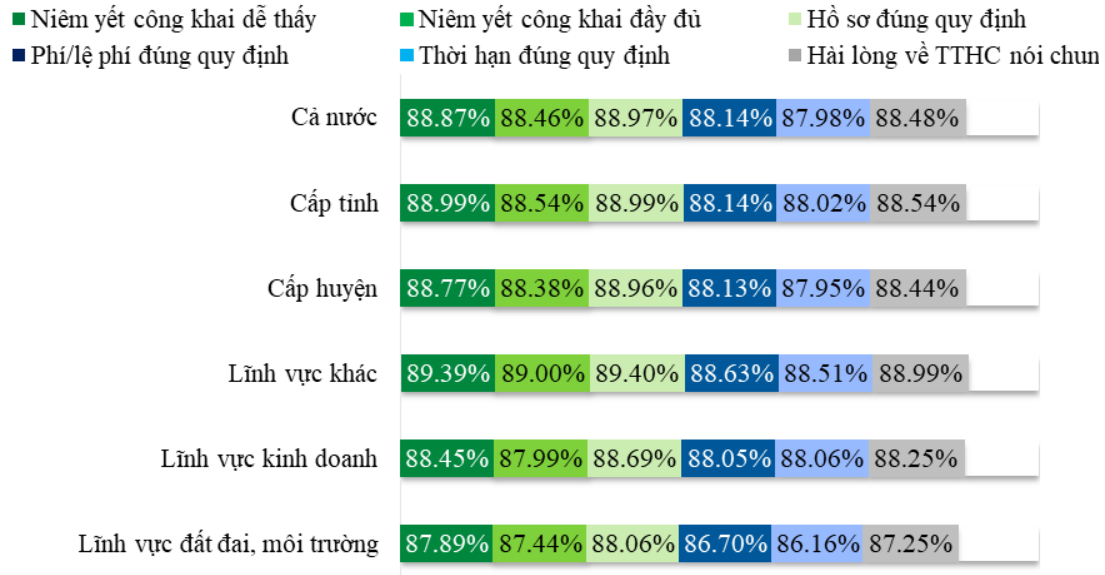 Niêm yết công khai dễ thấy Niêm yết công khai đầy đủ Hồ sơ đúng quy định
Phí/lệ phí đúng quy định Thời hạn đúng quy định Hài lòng về TTHC nói chun
Cả nước 88.87% 88.46% 88.97% 88.14% 87.98% 88.48%
Cấp tỉnh 88.99% 88.54% 88.99% 88.14% 88.02% 88.54%
Cấp huyện 88.77% 88.38% 88.96% 88.13% 87.95% 88.44%
Lĩnh vực khác 89.39% 89.00% 89.40% 88.63% 88.51% 88.99%
Lĩnh vực kinh doanh 88.45% 87.99% 88.69% 88.05% 88.06% 88.25%
Lĩnh vực đất đai, môi trường 87.89% 87.44% 88.06% 86.70% 86.16% 87.25%